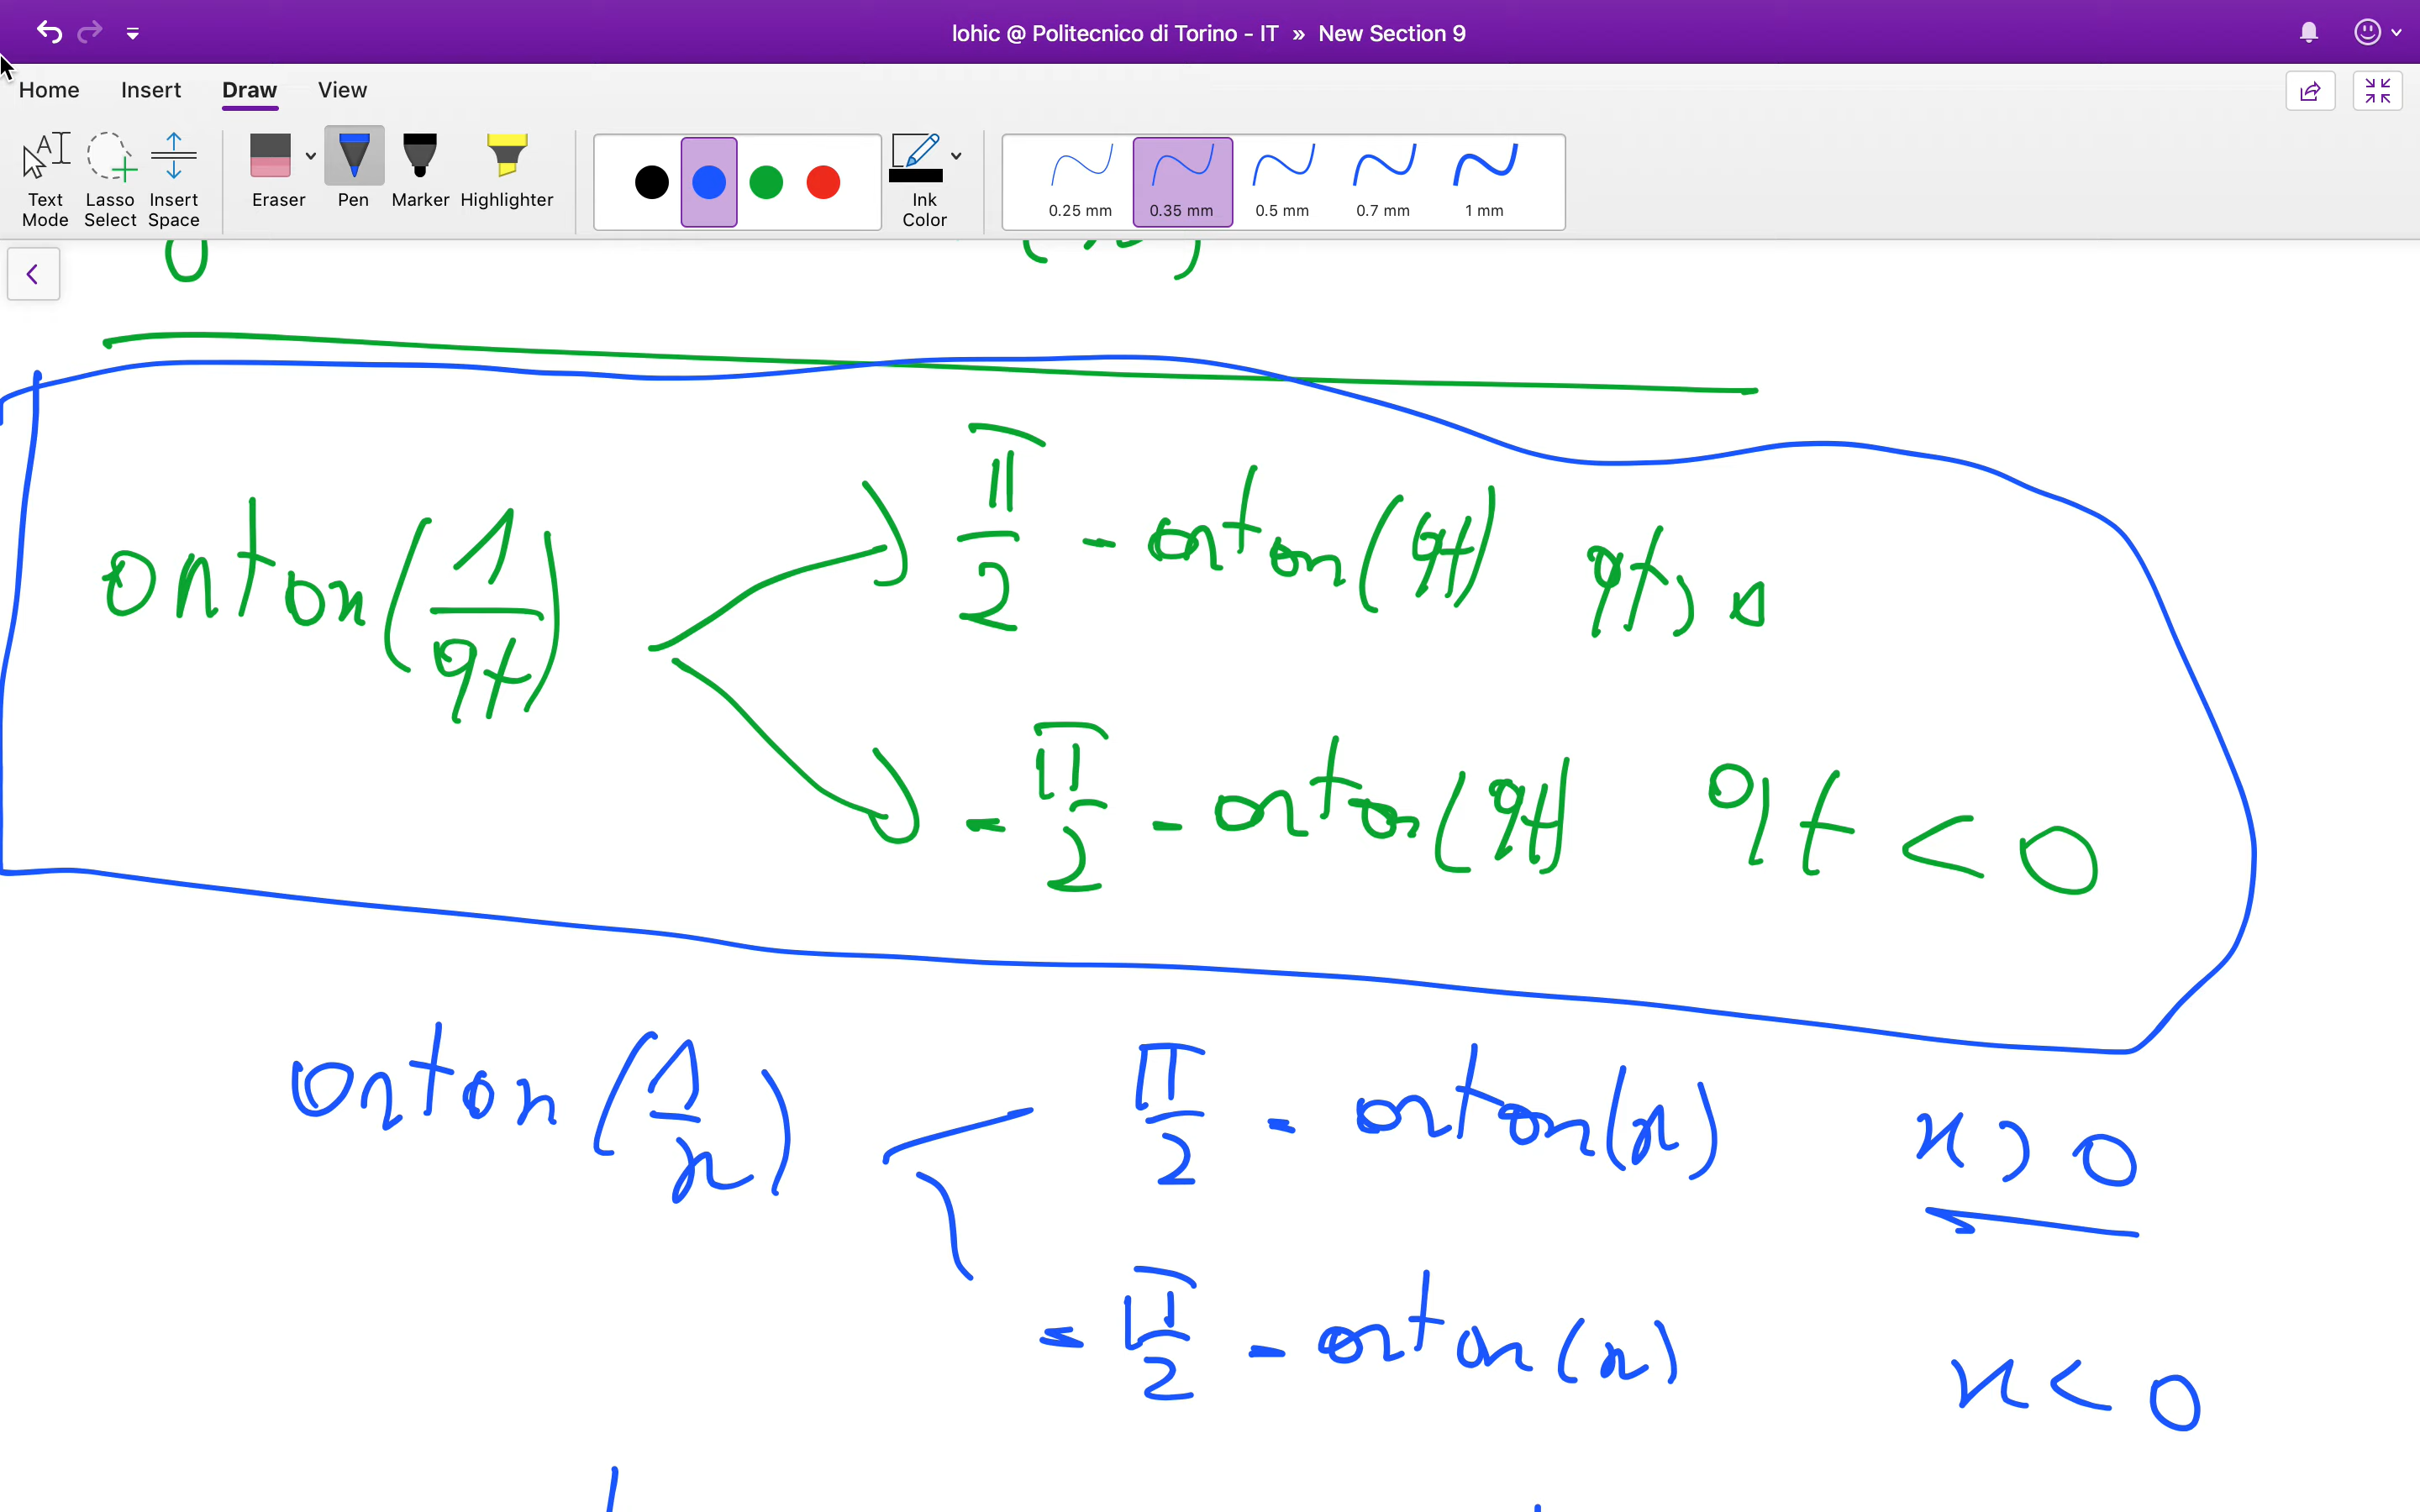 lohic @ Politecnico di Torino - IT » New Section 9
Home Insert Draw View
Text Mode Lasso Select Insert Space Eraser Pen Marker Highlighter Ink Color 0.25 mm 0.35 mm 0.5 mm 0.7 mm 1 mm
π/2 - arctan(9t) 9t >
arctan(1/9t)
-π/2 - arctan(9t) 9t < 0
arctan(1/x) π/2 - arctan(x) x > 0
-π/2 - arctan(x) x < 0